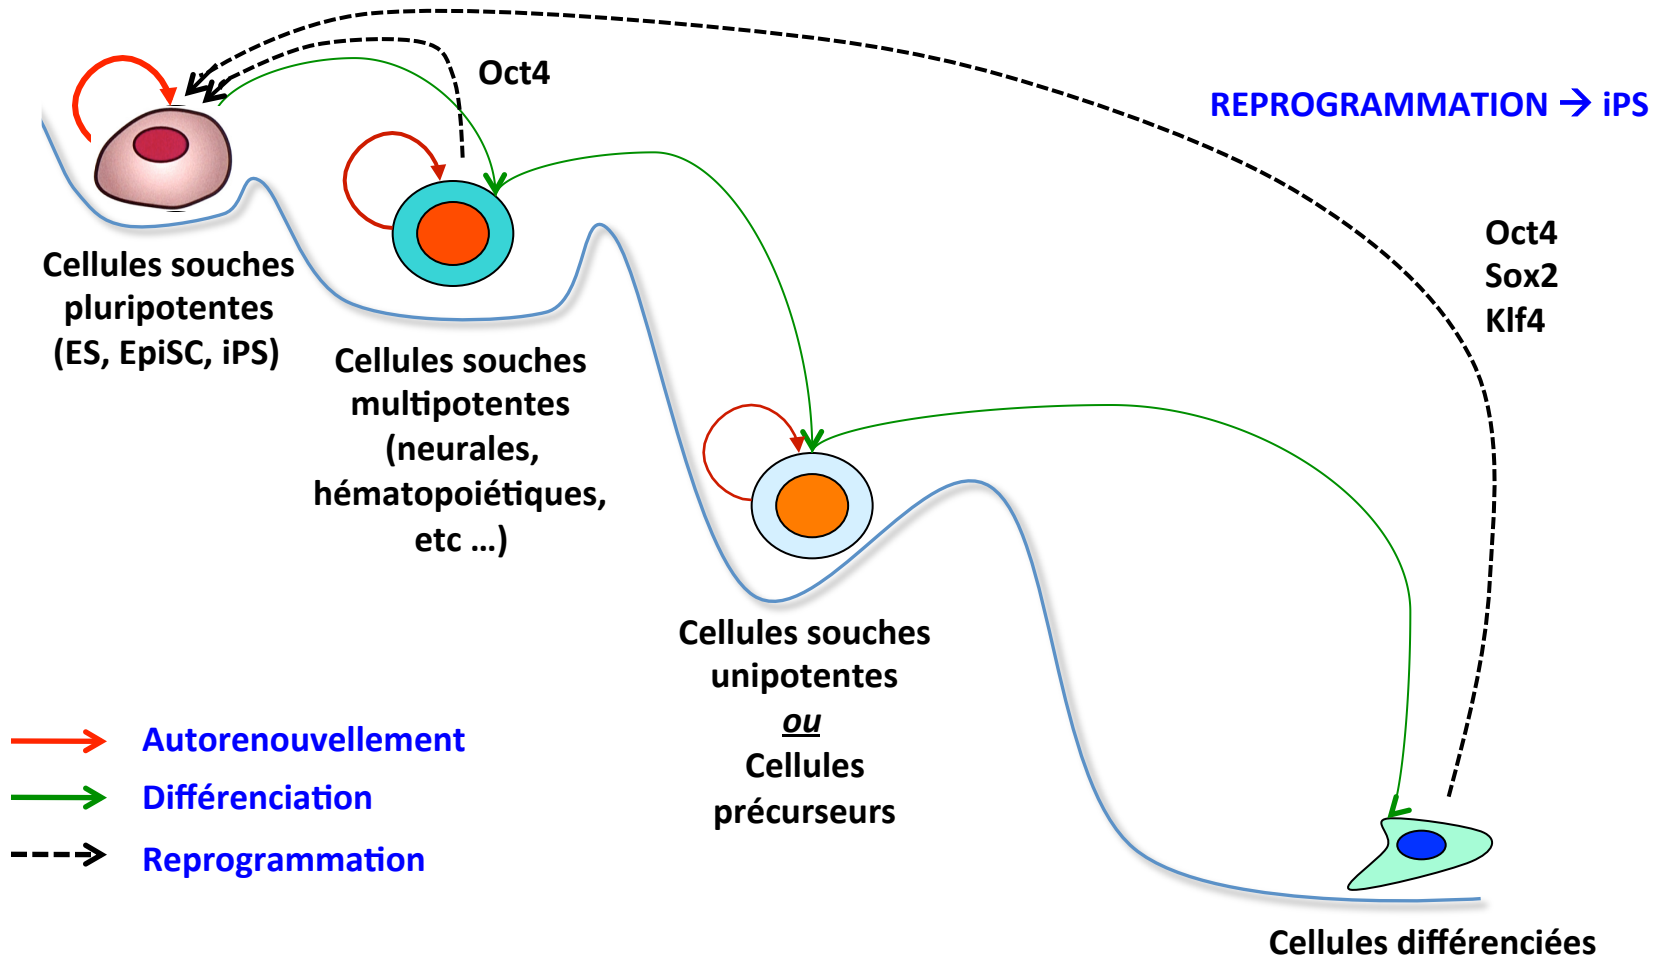 Oct4
REPROGRAMMATION → iPS
Oct4
Sox2
Klf4
Cellules souches
pluripotentes
(ES, EpiSC, iPS)
Cellules souches
multipotentes
(neurales,
hématopoiétiques,
etc ...)
Cellules souches
unipotentes
ou
Cellules
précurseurs
Autorenouvellement
Différenciation
Reprogrammation
Cellules différenciées